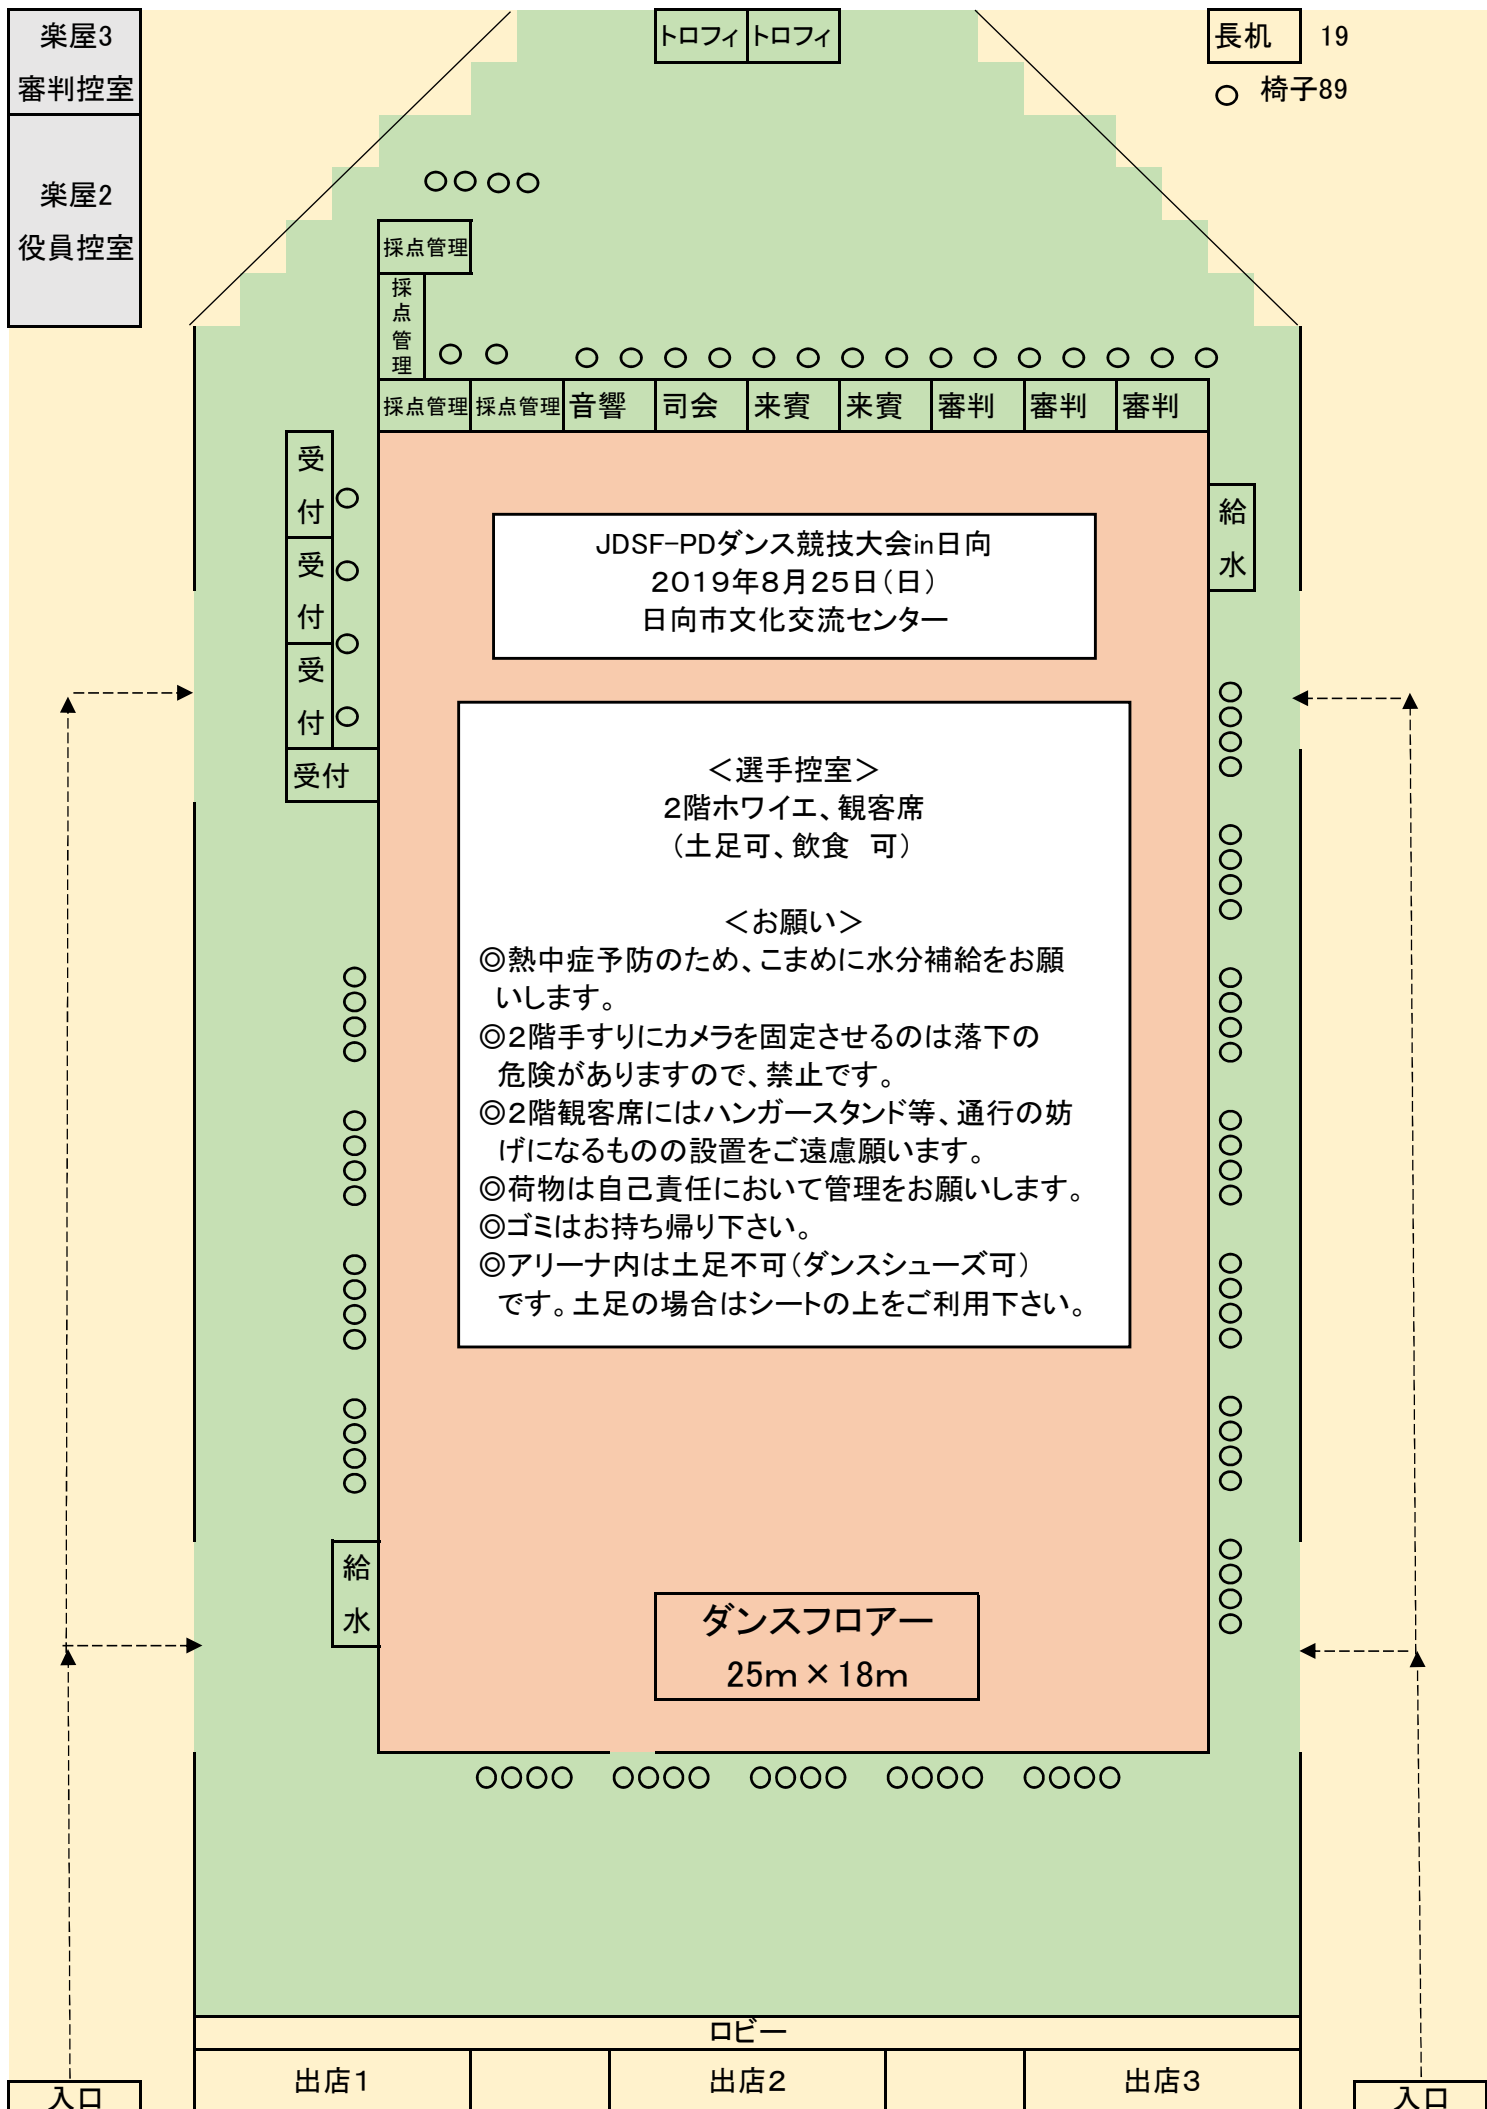 楽屋3
審判控室
楽屋2
役員控室
トロフィ
トロフィ
長机 19
椅子89
採点管理
採点管理
採点管理
採点管理
音響
司会
来賓
来賓
審判
審判
審判
受付
受付
受付
受付
給水
JDSF-PDダンス競技大会in日向
2019年8月25日(日)
日向市文化交流センター
＜選手控室＞
2階ホワイエ、観客席
(土足可、飲食　可)
＜お願い＞
◎熱中症予防のため、こまめに水分補給をお願
いします。
◎2階手すりにカメラを固定させるのは落下の
危険がありますので、禁止です。
◎2階観客席にはハンガースタンド等、通行の妨
げになるものの設置をご遠慮願います。
◎荷物は自己責任において管理をお願いします。
◎ゴミはお持ち帰り下さい。
◎アリーナ内は土足不可(ダンスシューズ可)
です。土足の場合はシートの上をご利用下さい。
給水
ダンスフロアー
25m×18m
ロビー
出店1
出店2
出店3
入口
入口